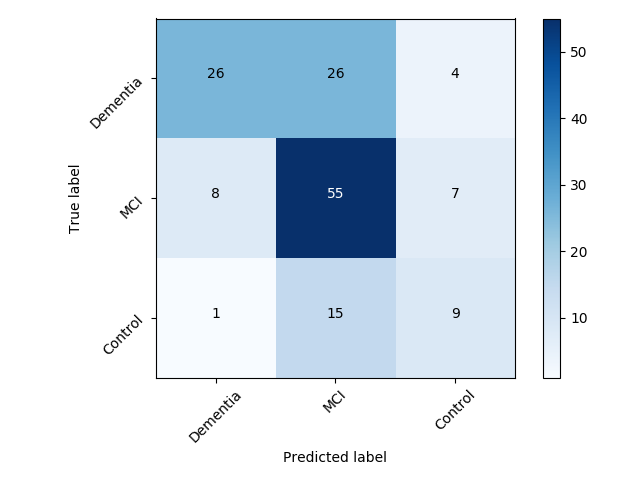 True label
Dementia
26
26
4
MCI
8
55
7
Control
1
15
9
Dementia
MCI
Control
Predicted label
50
40
30
20
10